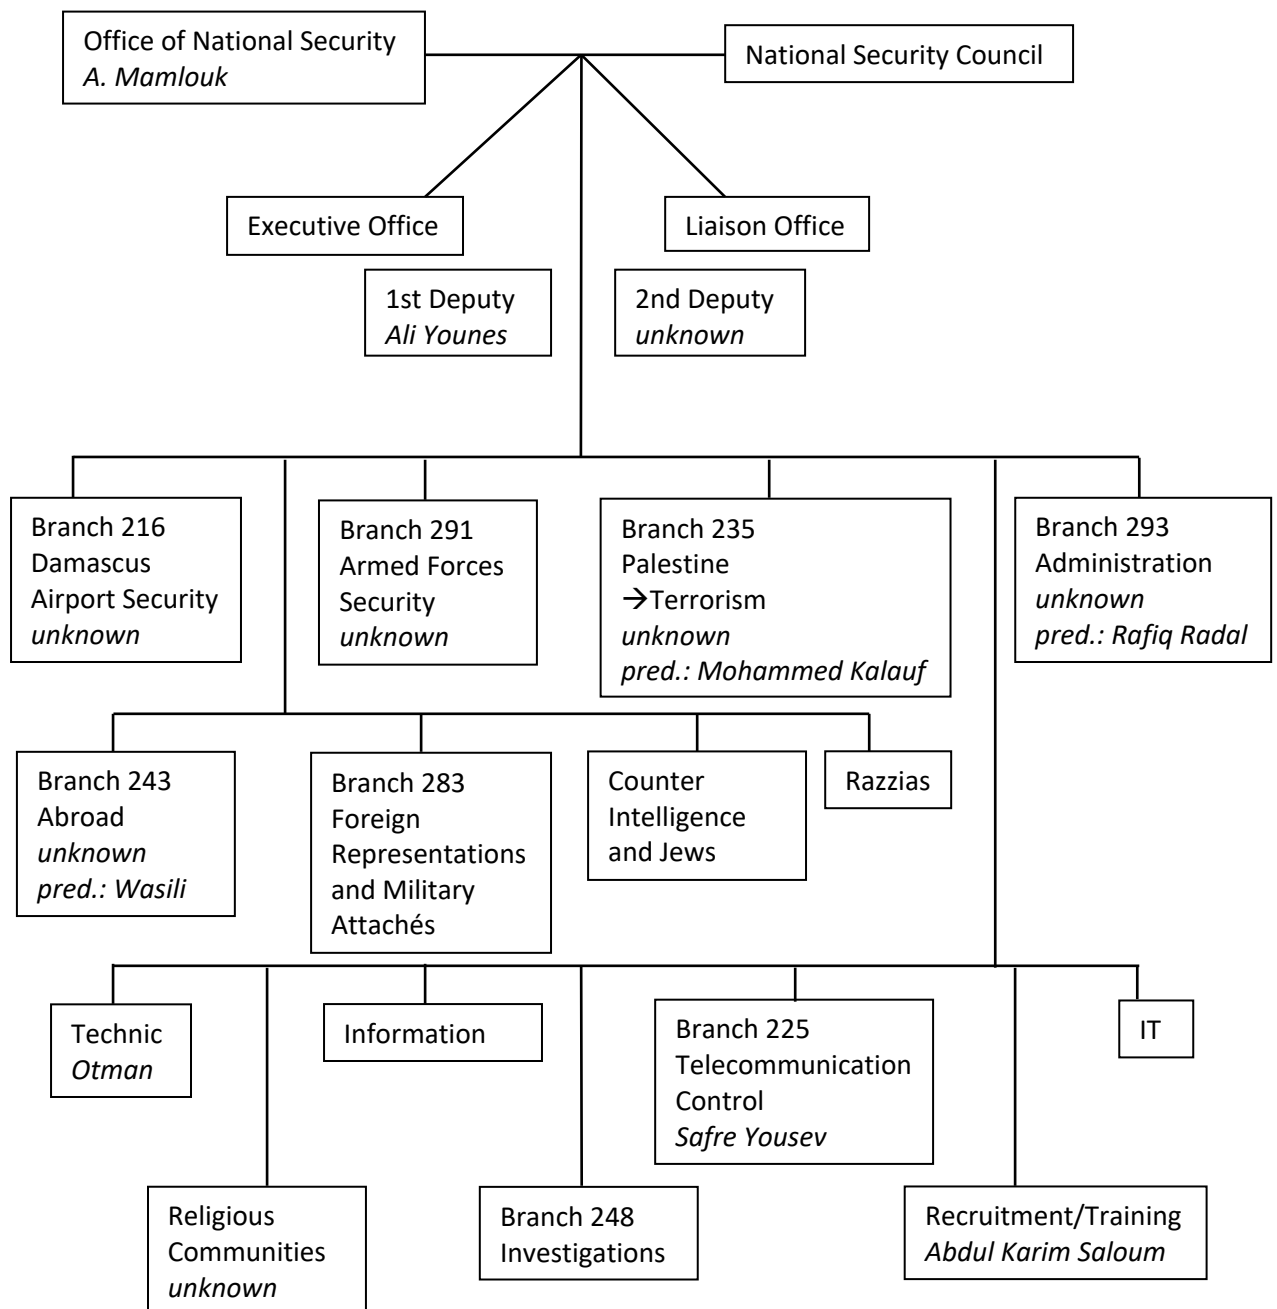 Office of National Security
A. Mamlouk
National Security Council
Executive Office
Liaison Office
1st Deputy
Ali Younes
2nd Deputy
unknown
Branch 216
Damascus
Airport Security
unknown
Branch 291
Armed Forces
Security
unknown
Branch 235
Palestine
→Terrorism
unknown
pred.: Mohammed Kalauf
Branch 293
Administration
unknown
pred.: Rafiq Radal
Branch 243
Abroad
unknown
pred.: Wasili
Branch 283
Foreign
Representations
and Military
Attachés
Counter
Intelligence
and Jews
Razzias
Technic
Otman
Information
Branch 225
Telecommunication
Control
Safre Yousev
IT
Religious
Communities
unknown
Branch 248
Investigations
Recruitment/Training
Abdul Karim Saloum